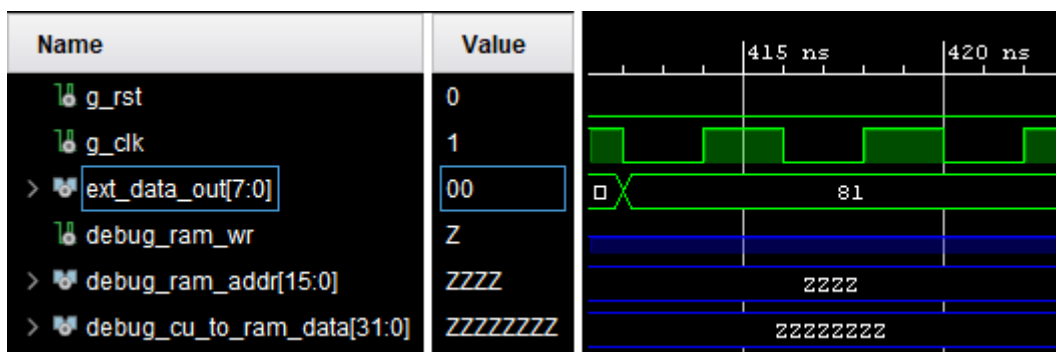 Name Value 415 ns 420 ns
g_rst 0
g_clk 1
ext_data_out[7:0] 00 81
debug_ram_wr Z
debug_ram_addr[15:0] ZZZZ ZZZZ
debug_cu_to_ram_data[31:0] ZZZZZZZZ ZZZZZZZZ